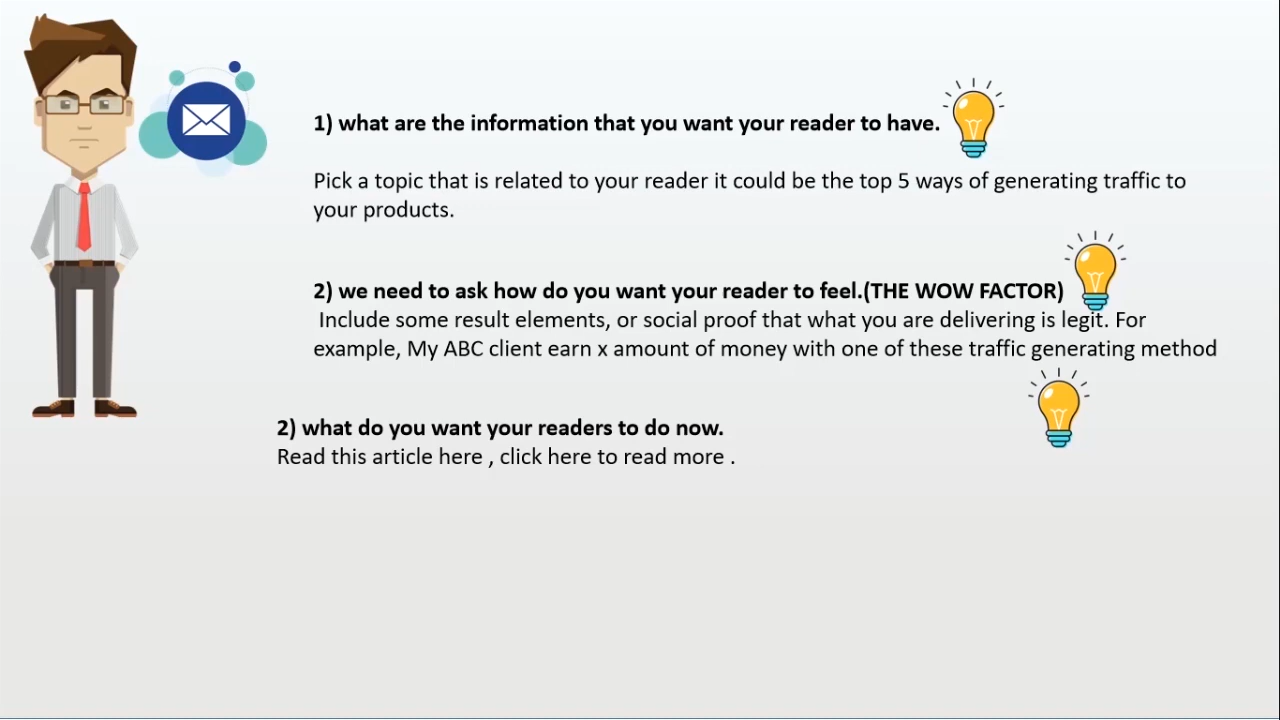 1) what are the information that you want your reader to have.
Pick a topic that is related to your reader it could be the top 5 ways of generating traffic to
your products.
2) we need to ask how do you want your reader to feel.(THE WOW FACTOR)
Include some result elements, or social proof that what you are delivering is legit. For
example, My ABC client earn x amount of money with one of these traffic generating method
2) what do you want your readers to do now.
Read this article here , click here to read more .